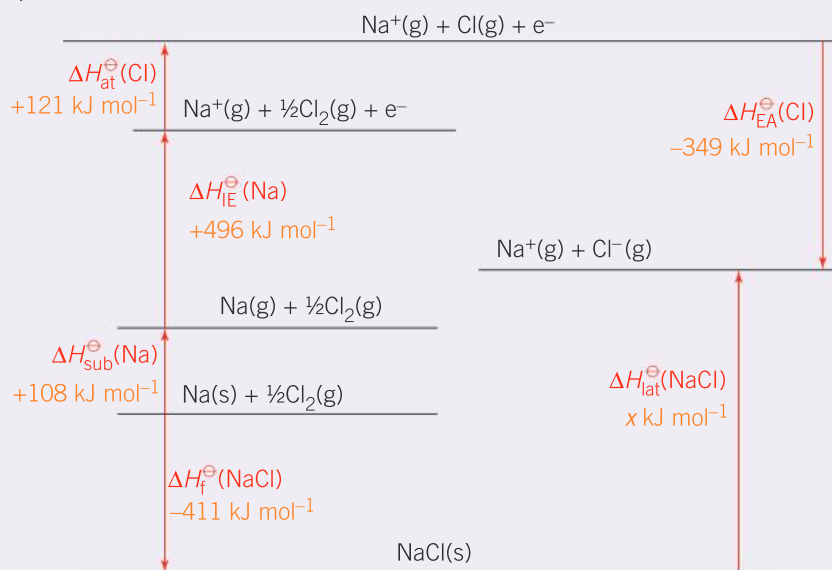 Na⁺(g) + Cl(g) + e⁻
ΔH⦵at(Cl)
+121 kJ mol⁻¹
Na⁺(g) + ½Cl₂(g) + e⁻
ΔH⦵EA(Cl)
−349 kJ mol⁻¹
ΔH⦵IE(Na)
+496 kJ mol⁻¹
Na⁺(g) + Cl⁻(g)
Na(g) + ½Cl₂(g)
ΔH⦵sub(Na)
+108 kJ mol⁻¹
Na(s) + ½Cl₂(g)
ΔH⦵lat(NaCl)
x kJ mol⁻¹
ΔH⦵f(NaCl)
−411 kJ mol⁻¹
NaCl(s)